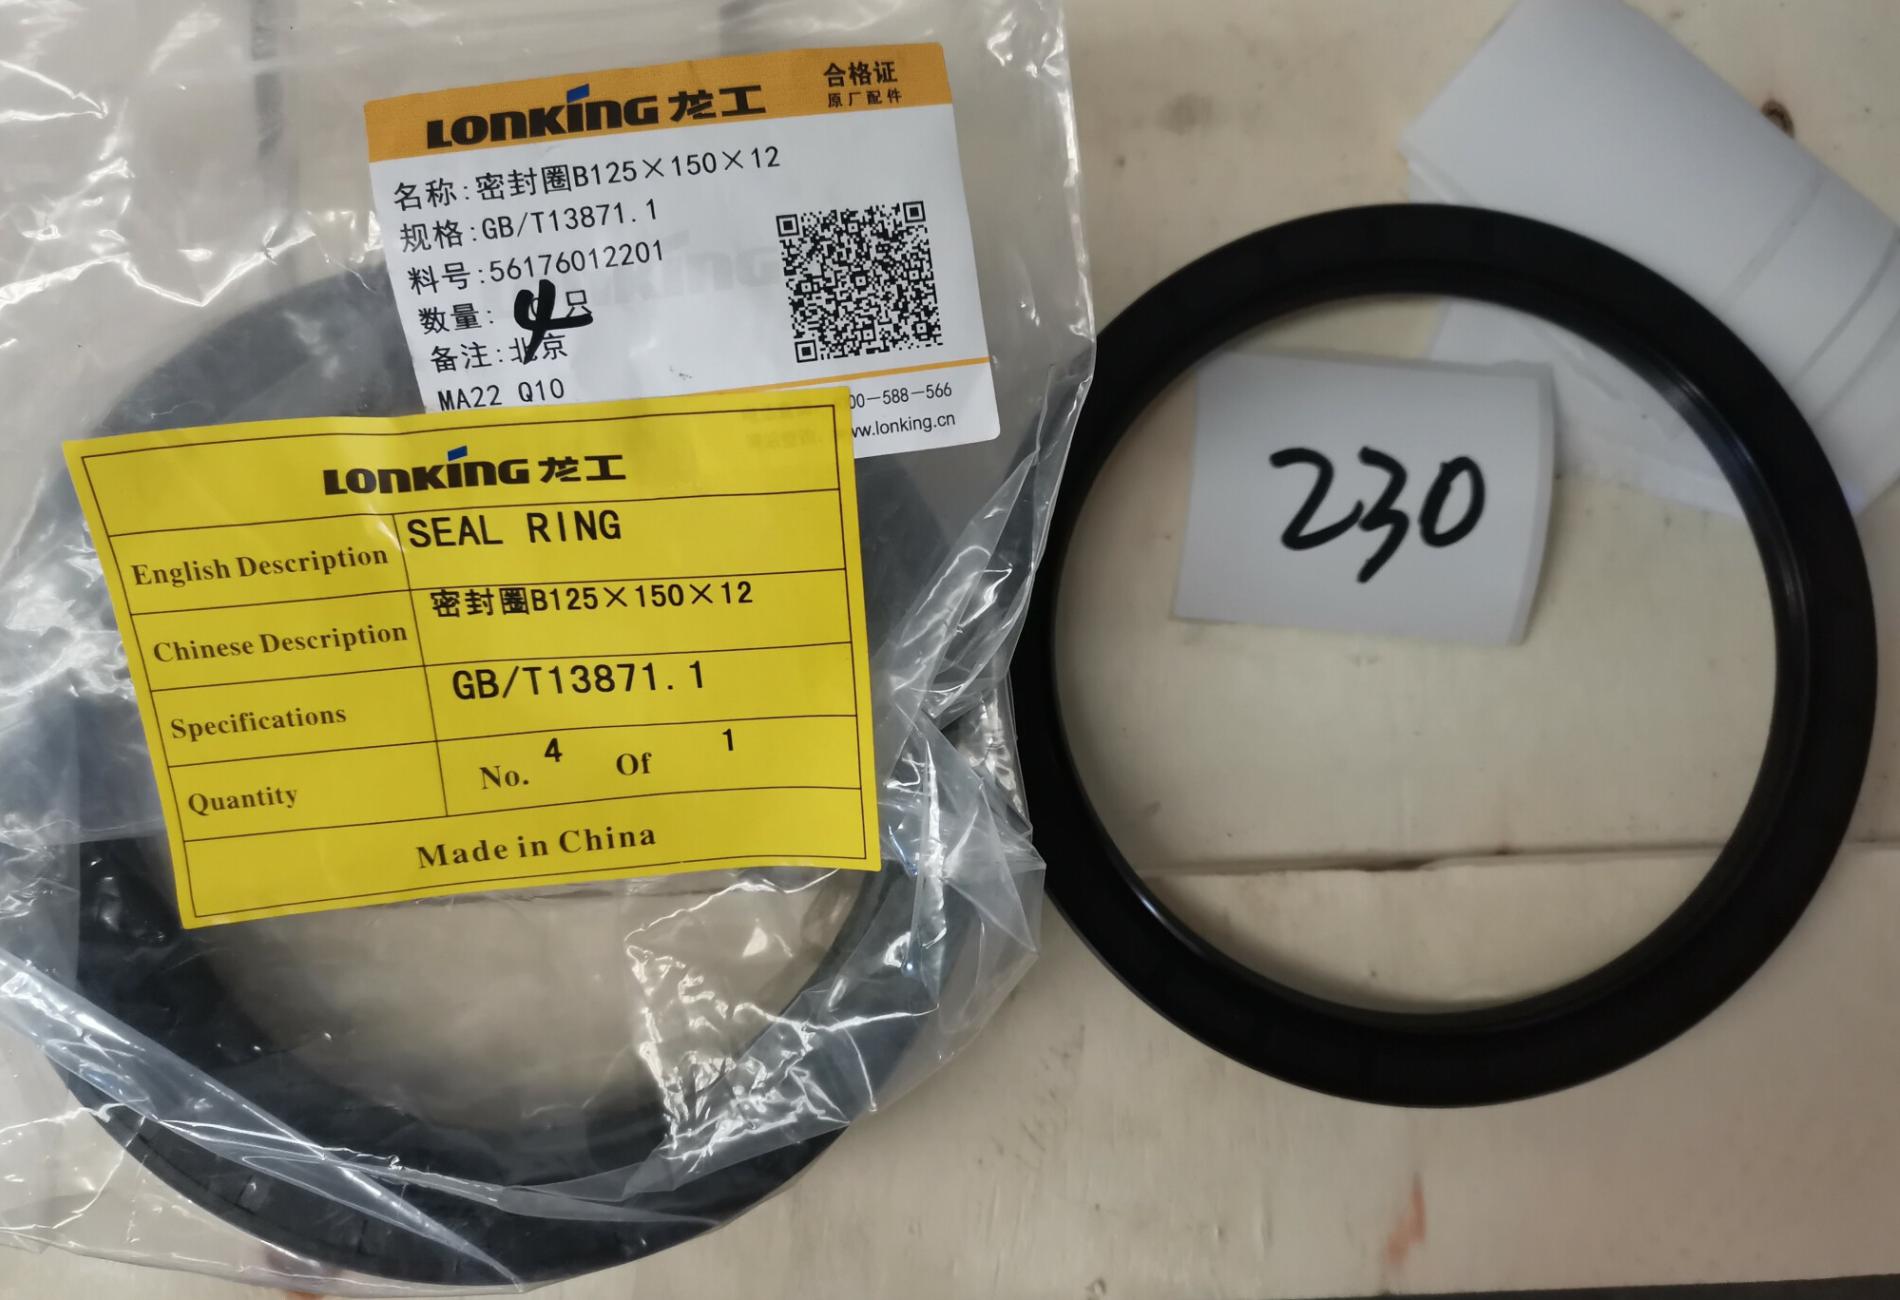 LONKING 龙工
合格证
原厂配件
名称:密封圈B125×150×12
规格:GB/T13871.1
料号:56176012201
数量: 4 只
备注:北京
MA22 Q10
00-588-566
ww.lonking.cn
LONKING 龙工
English Description SEAL RING
Chinese Description 密封圈B125×150×12
Specifications GB/T13871.1
Quantity No. 4 Of 1
Made in China
230